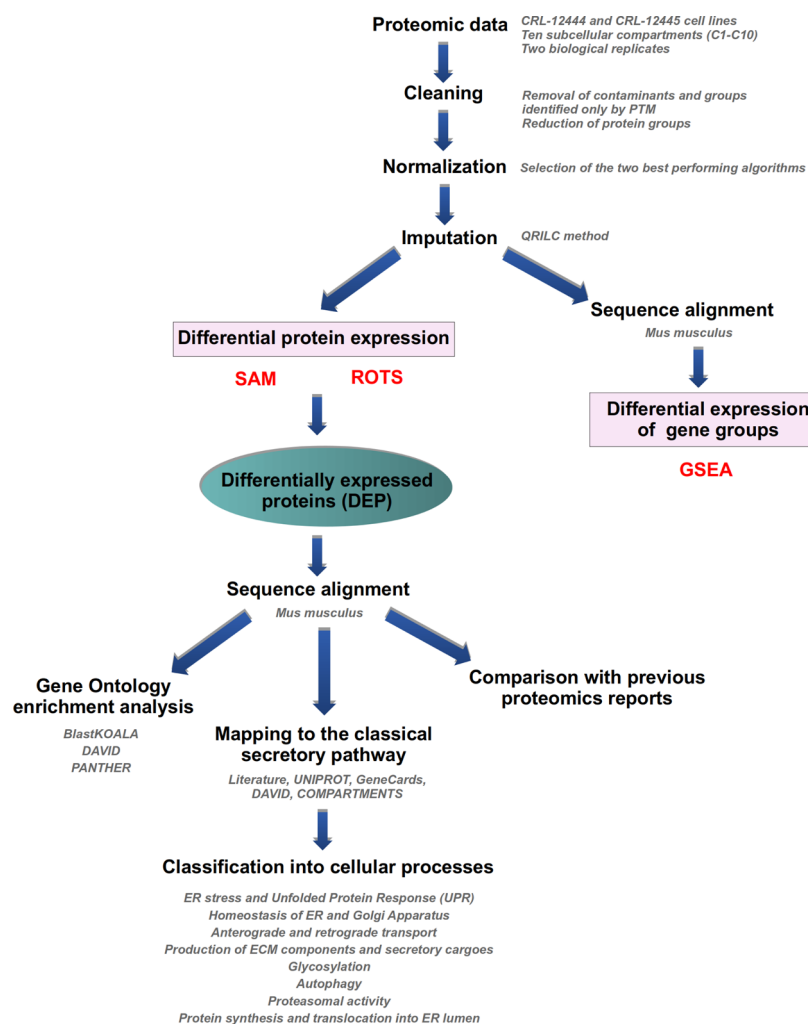 Proteomic data
CRL-12444 and CRL-12445 cell lines
Ten subcellular compartments (C1-C10)
Two biological replicates
Cleaning
Removal of contaminants and groups
identified only by PTM
Reduction of protein groups
Normalization
Selection of the two best performing algorithms
Imputation
QRILC method
Sequence alignment
Mus musculus
Differential protein expression
SAM
ROTS
Differential expression
of gene groups
GSEA
Differentially expressed
proteins (DEP)
Sequence alignment
Mus musculus
Gene Ontology
enrichment analysis
BlastKOALA
DAVID
PANTHER
Mapping to the classical
secretory pathway
Literature, UNIPROT, GeneCards,
DAVID, COMPARTMENTS
Comparison with previous
proteomics reports
Classification into cellular processes
ER stress and Unfolded Protein Response (UPR)
Homeostasis of ER and Golgi Apparatus
Anterograde and retrograde transport
Production of ECM components and secretory cargoes
Glycosylation
Autophagy
Proteasomal activity
Protein synthesis and translocation into ER lumen